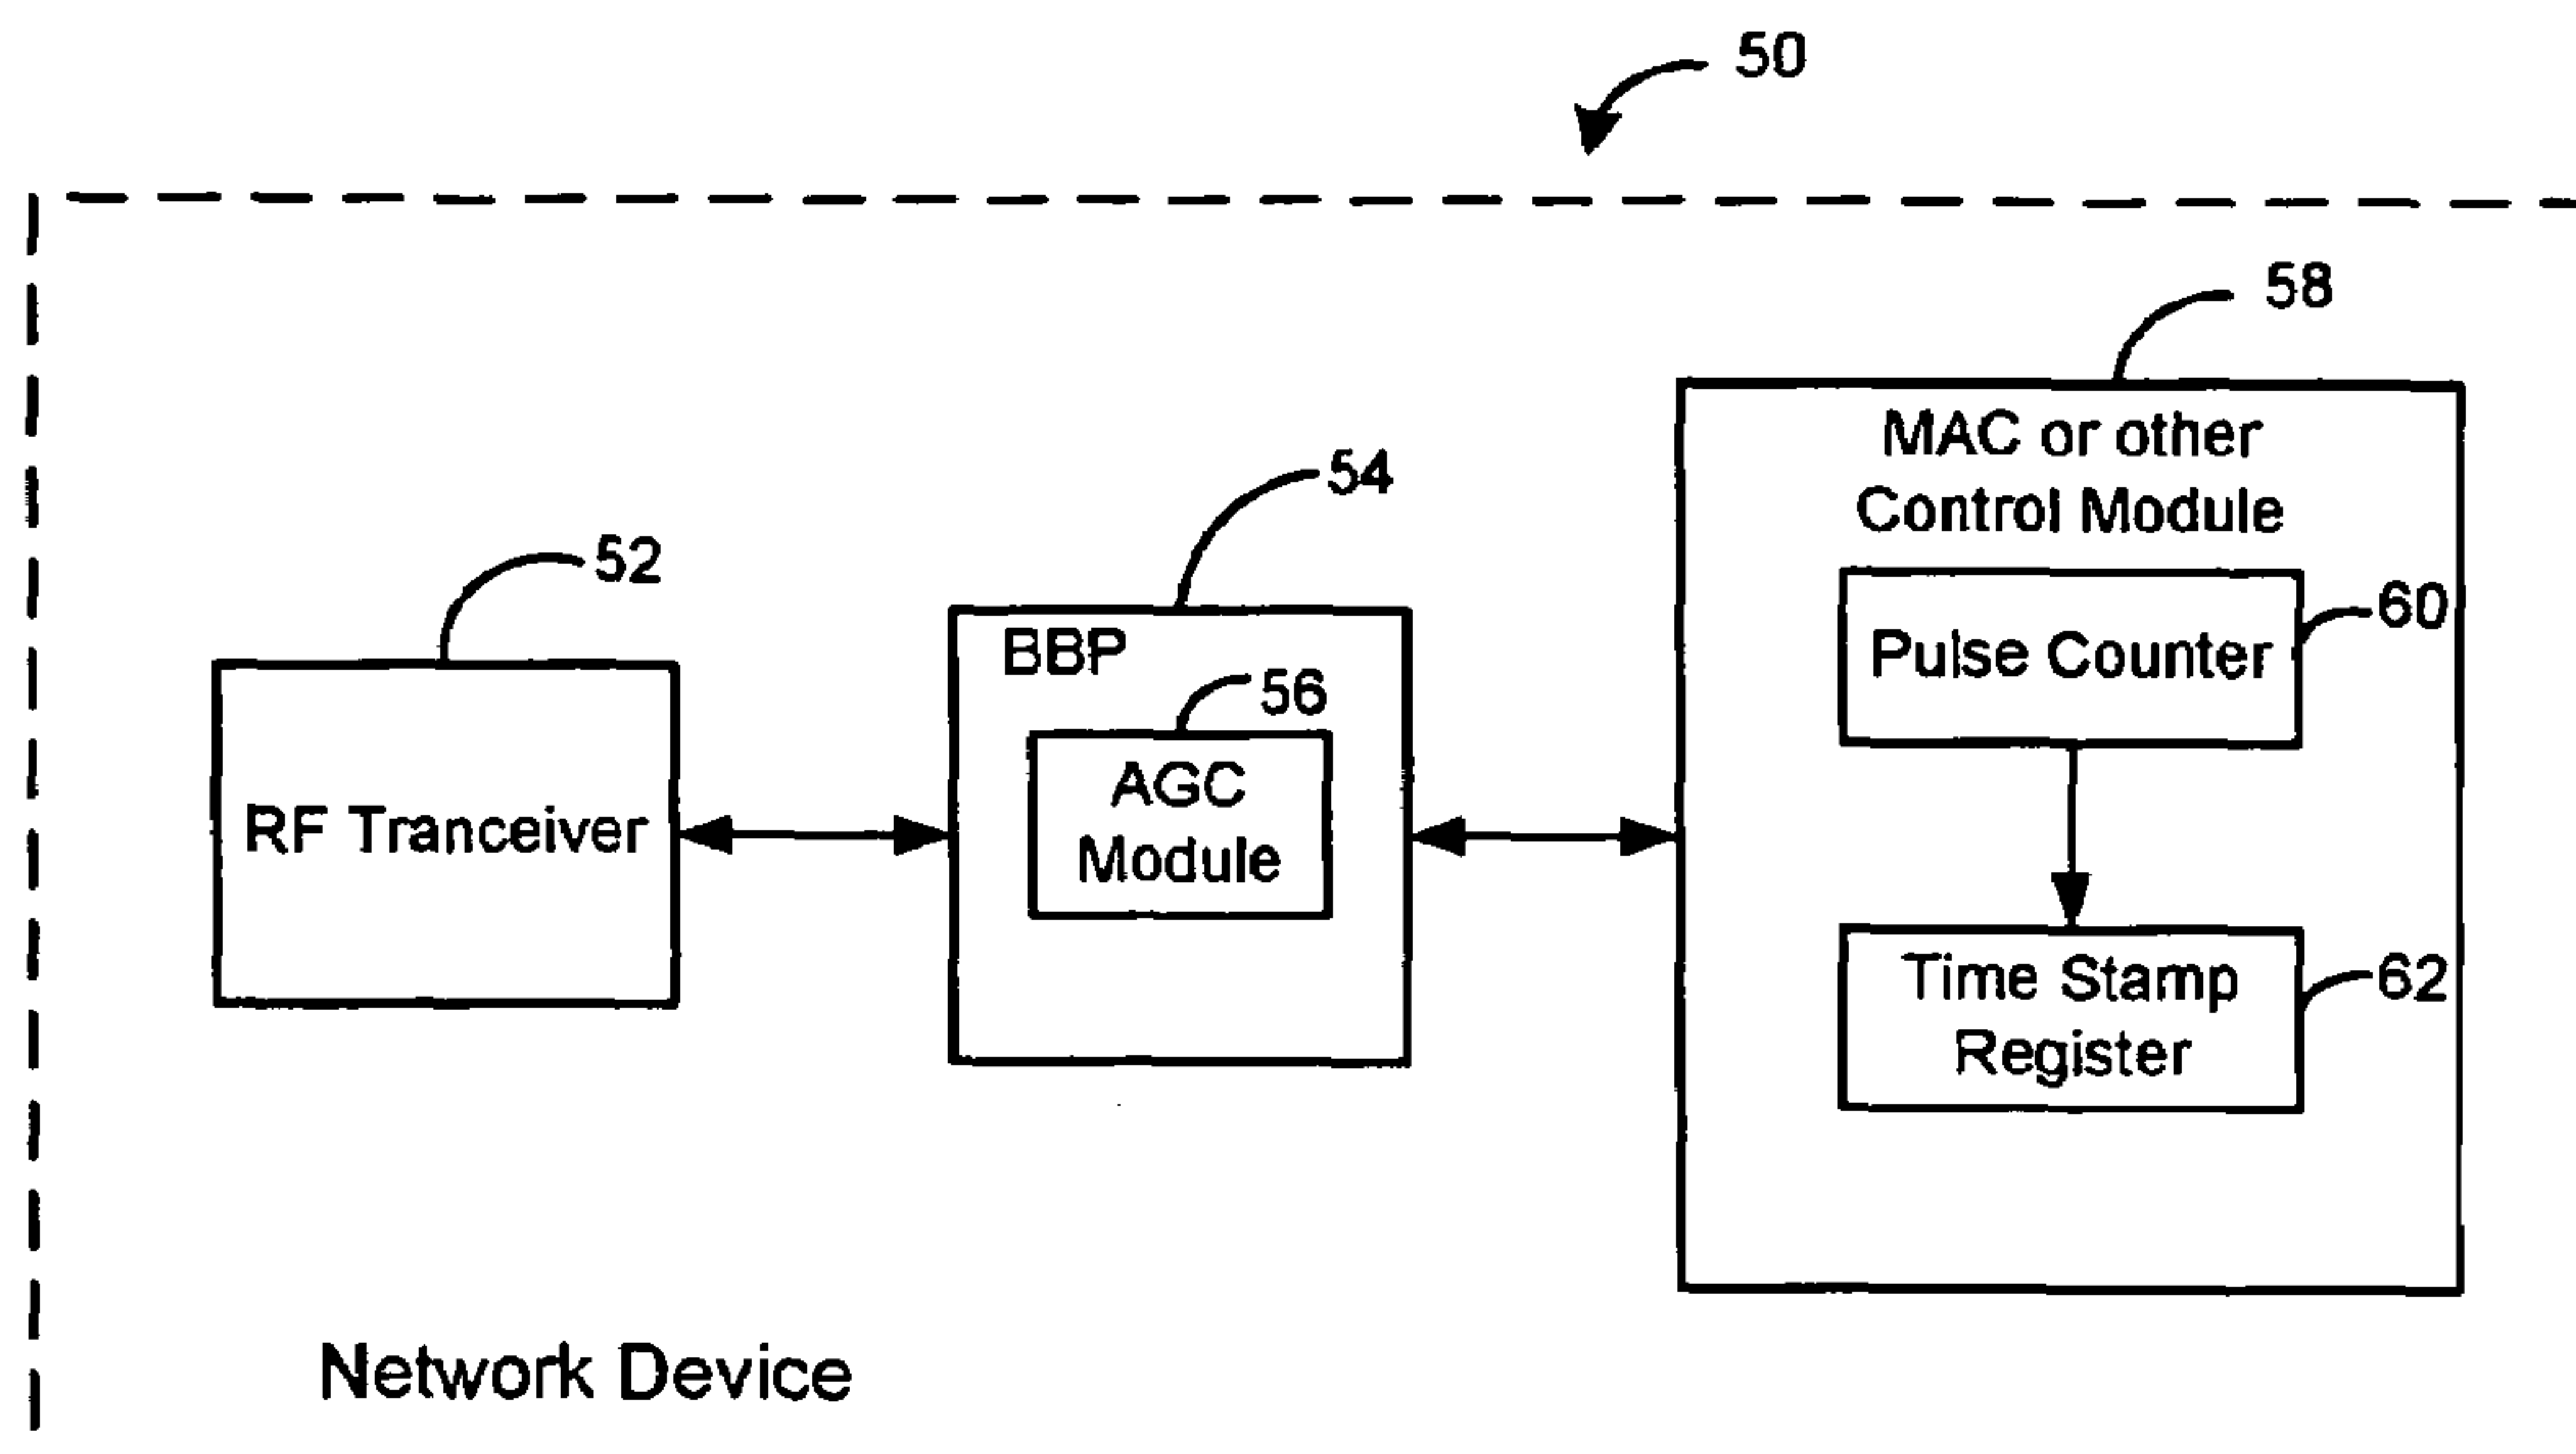 50
58
MAC or other
Control Module
54
52
60
BBP
Pulse Counter
56
AGC
Module
RF Tranceiver
Time Stamp
Register
62
Network Device